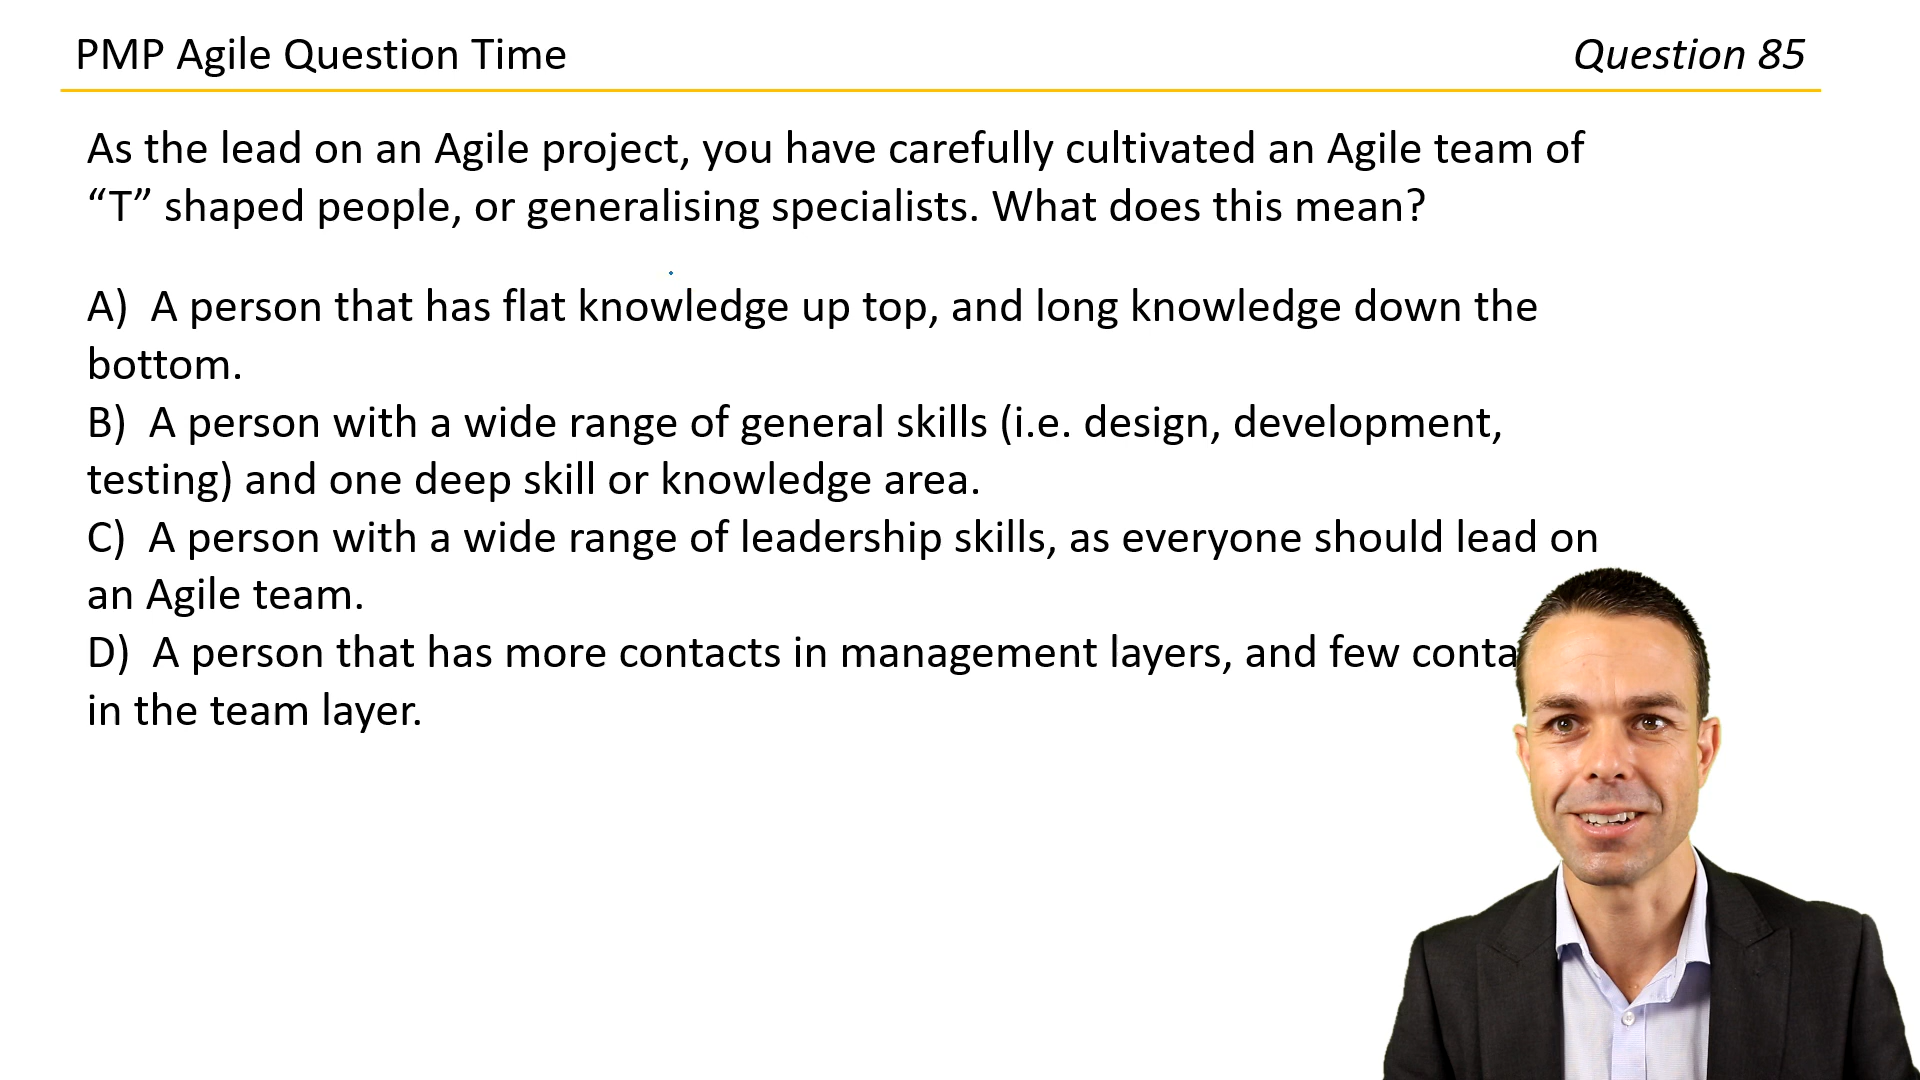 PMP Agile Question Time
Question 85
As the lead on an Agile project, you have carefully cultivated an Agile team of
“T” shaped people, or generalising specialists. What does this mean?
A) A person that has flat knowledge up top, and long knowledge down the
bottom.
B) A person with a wide range of general skills (i.e. design, development,
testing) and one deep skill or knowledge area.
C) A person with a wide range of leadership skills, as everyone should lead on
an Agile team.
D) A person that has more contacts in management layers, and few
in the team layer.